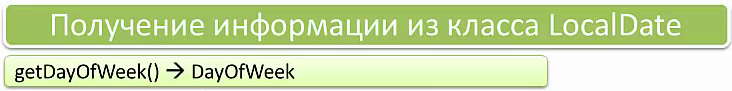 Получение информации из класса LocalDate
getDayOfWeek() → DayOfWeek